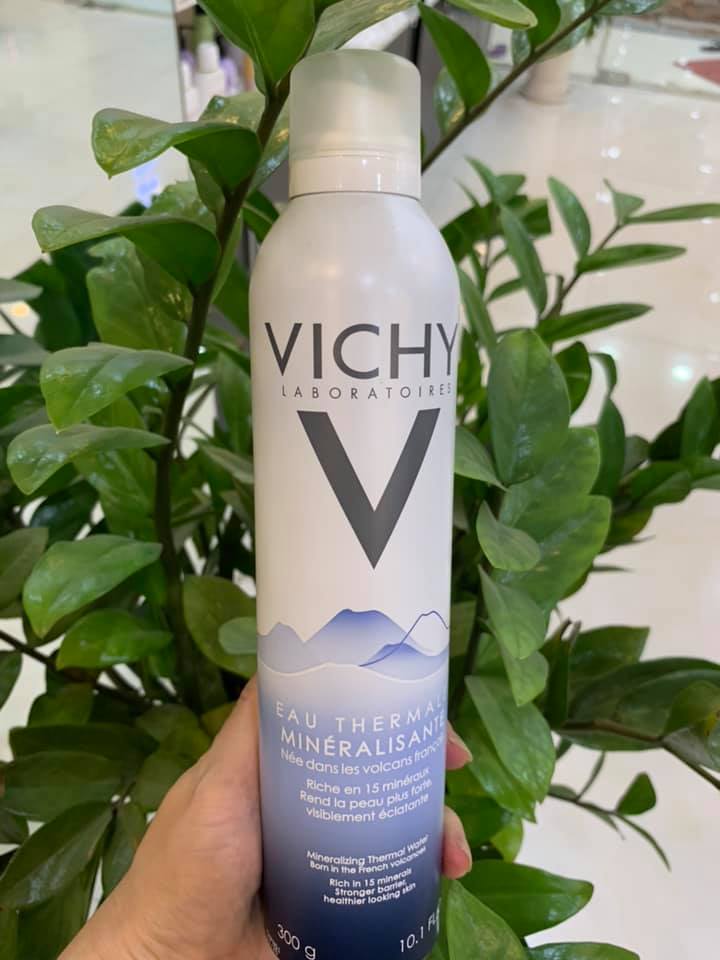 VICHY
LABORATOIRES
V
EAU THERMALE
MINÉRALISANTE
Née dans les volcans français
Riche en 15 minéraux
Rend la peau plus forte,
visiblement éclatante
Mineralizing Thermal Water
Born in the French volcanoes
Rich in 15 minerals
Stronger barrier,
healthier looking skin
300 g
10.1 FL